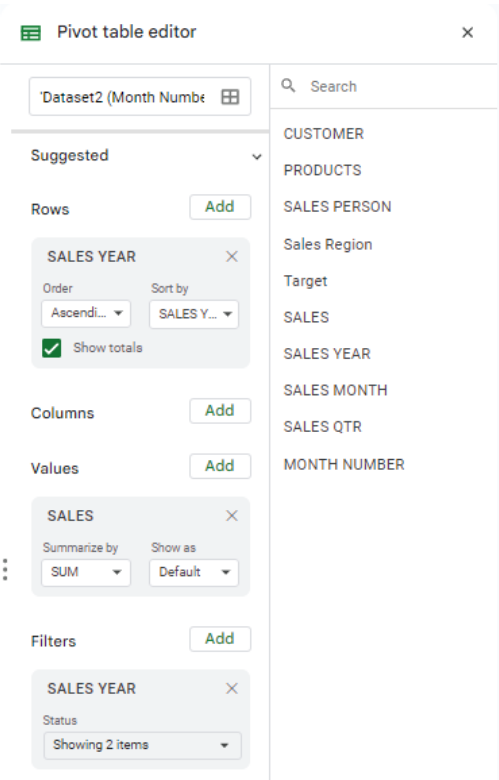 Pivot table editor
'Dataset2 (Month Numbe
Suggested
Rows
Add
SALES YEAR
Order
Sort by
Ascendi...
SALES Y...
Show totals
Columns
Add
Values
Add
SALES
Summarize by
Show as
SUM
Default
Filters
Add
SALES YEAR
Status
Showing 2 items
Search
CUSTOMER
PRODUCTS
SALES PERSON
Sales Region
Target
SALES
SALES YEAR
SALES MONTH
SALES QTR
MONTH NUMBER